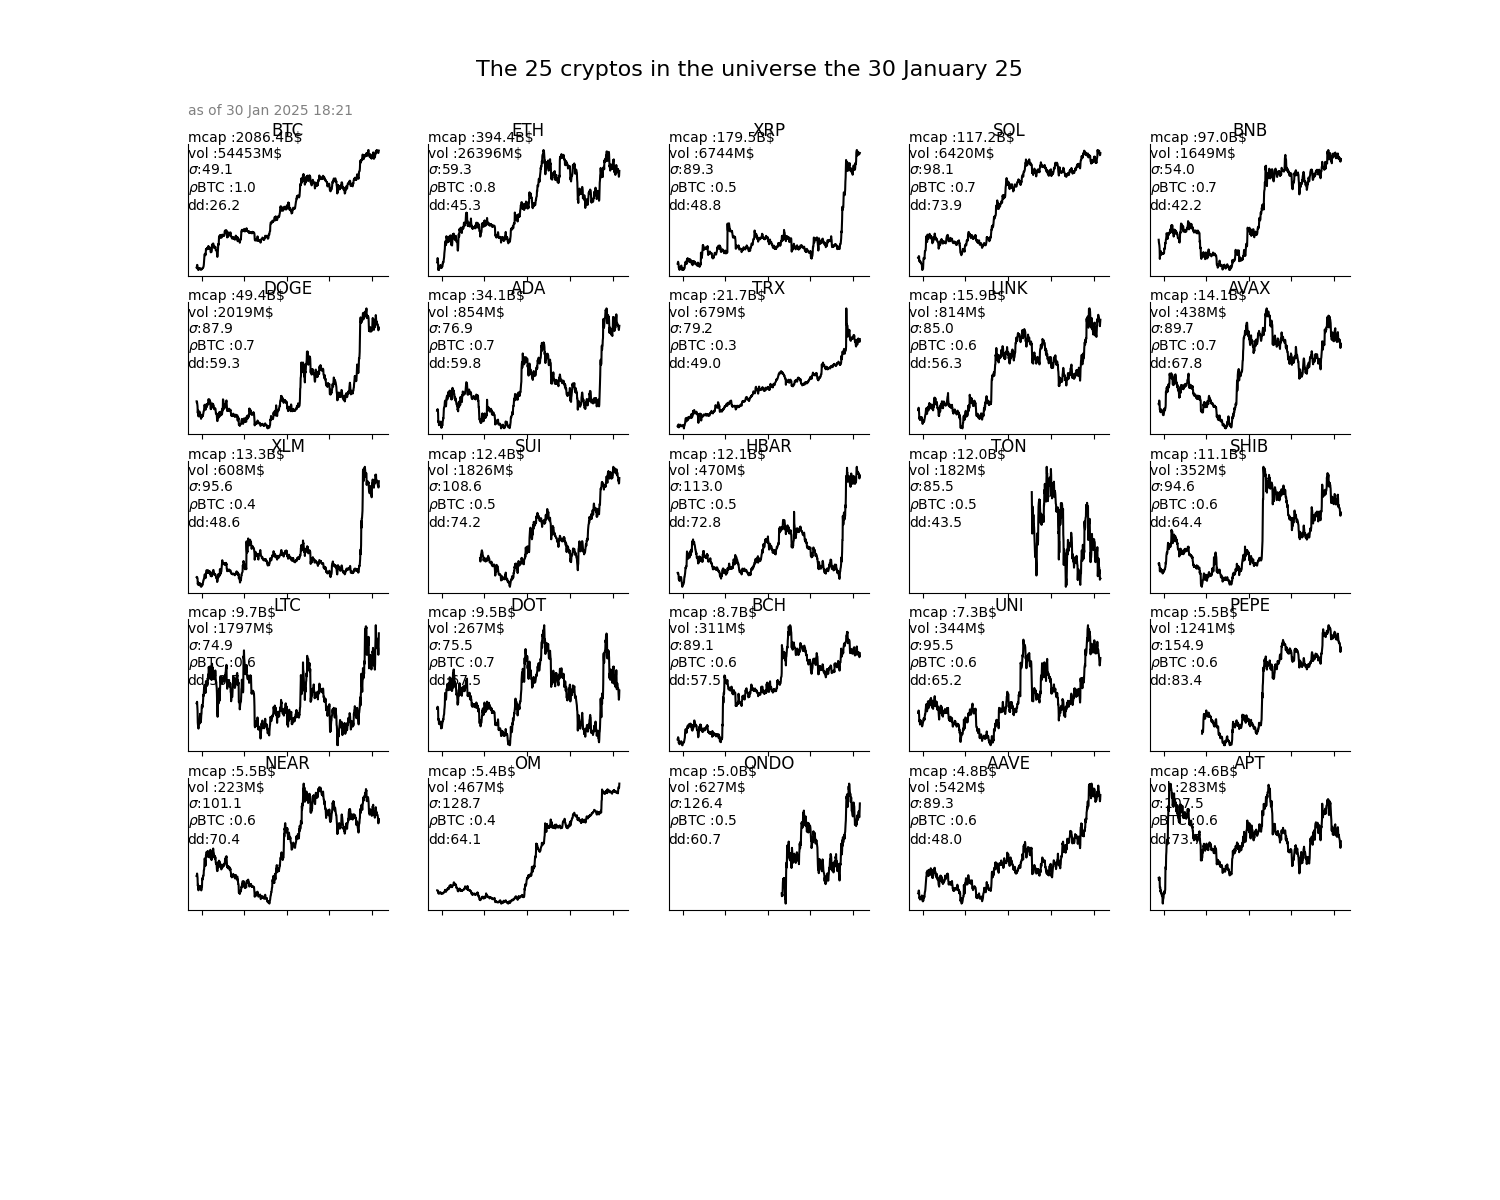 The 25 cryptos in the universe the 30 January 25
as of 30 Jan 2025 18:21
BTC
mcap :2086.4B$
vol :54453M$
σ:49.1
ρBTC :1.0
dd:26.2
ETH
mcap :394.4B$
vol :26396M$
σ:59.3
ρBTC :0.8
dd:45.3
XRP
mcap :179.5B$
vol :6744M$
σ:89.3
ρBTC :0.5
dd:48.8
SOL
mcap :117.2B$
vol :6420M$
σ:98.1
ρBTC :0.7
dd:73.9
BNB
mcap :97.0B$
vol :1649M$
σ:54.0
ρBTC :0.7
dd:42.2
DOGE
mcap :49.4B$
vol :2019M$
σ:87.9
ρBTC :0.7
dd:59.3
ADA
mcap :34.1B$
vol :854M$
σ:76.9
ρBTC :0.7
dd:59.8
TRX
mcap :21.7B$
vol :679M$
σ:79.2
ρBTC :0.3
dd:49.0
LINK
mcap :15.9B$
vol :814M$
σ:85.0
ρBTC :0.6
dd:56.3
AVAX
mcap :14.1B$
vol :438M$
σ:89.7
ρBTC :0.7
dd:67.8
XLM
mcap :13.3B$
vol :608M$
σ:95.6
ρBTC :0.4
dd:48.6
SUI
mcap :12.4B$
vol :1826M$
σ:108.6
ρBTC :0.5
dd:74.2
HBAR
mcap :12.1B$
vol :470M$
σ:113.0
ρBTC :0.5
dd:72.8
TON
mcap :12.0B$
vol :182M$
σ:85.5
ρBTC :0.5
dd:43.5
SHIB
mcap :11.1B$
vol :352M$
σ:94.6
ρBTC :0.6
dd:64.4
LTC
mcap :9.7B$
vol :1797M$
σ:74.9
ρBTC :0.6
DOT
mcap :9.5B$
vol :267M$
σ:75.5
ρBTC :0.7
dd:57.5
BCH
mcap :8.7B$
vol :311M$
σ:89.1
ρBTC :0.6
dd:57.5
UNI
mcap :7.3B$
vol :344M$
σ:95.5
ρBTC :0.6
dd:65.2
PEPE
mcap :5.5B$
vol :1241M$
σ:154.9
ρBTC :0.6
dd:83.4
NEAR
mcap :5.5B$
vol :223M$
σ:101.1
ρBTC :0.6
dd:70.4
OM
mcap :5.4B$
vol :467M$
σ:128.7
ρBTC :0.4
dd:64.1
ONDO
mcap :5.0B$
vol :627M$
σ:126.4
ρBTC :0.5
dd:60.7
AAVE
mcap :4.8B$
vol :542M$
σ:89.3
ρBTC :0.6
dd:48.0
APT
mcap :4.6B$
vol :283M$
σ:107.5
ρBTC :0.6